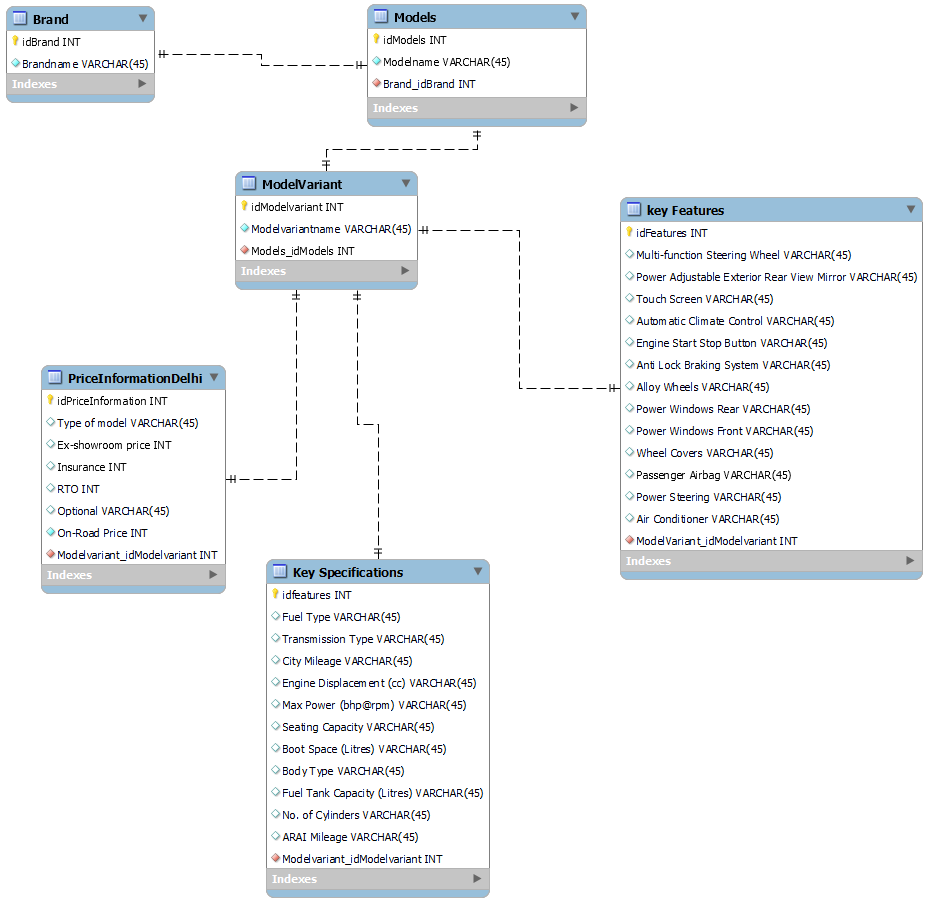 Brand
idBrand INT
Brandname VARCHAR(45)
Indexes
Models
idModels INT
Modelname VARCHAR(45)
Brand_idBrand INT
Indexes
ModelVariant
idModelvariant INT
Modelvariantname VARCHAR(45)
Models_idModels INT
Indexes
key Features
idFeatures INT
Multi-function Steering Wheel VARCHAR(45)
Power Adjustable Exterior Rear View Mirror VARCHAR(45)
Touch Screen VARCHAR(45)
Automatic Climate Control VARCHAR(45)
Engine Start Stop Button VARCHAR(45)
Anti Lock Braking System VARCHAR(45)
Alloy Wheels VARCHAR(45)
Power Windows Rear VARCHAR(45)
Power Windows Front VARCHAR(45)
Wheel Covers VARCHAR(45)
Passenger Airbag VARCHAR(45)
Power Steering VARCHAR(45)
Air Conditioner VARCHAR(45)
ModelVariant_idModelvariant INT
Indexes
PriceInformationDelhi
idPriceInformation INT
Type of model VARCHAR(45)
Ex-showroom price INT
Insurance INT
RTO INT
Optional VARCHAR(45)
On-Road Price INT
Modelvariant_idModelvariant INT
Indexes
Key Specifications
idfeatures INT
Fuel Type VARCHAR(45)
Transmission Type VARCHAR(45)
City Mileage VARCHAR(45)
Engine Displacement (cc) VARCHAR(45)
Max Power (bhp@rpm) VARCHAR(45)
Seating Capacity VARCHAR(45)
Boot Space (Litres) VARCHAR(45)
Body Type VARCHAR(45)
Fuel Tank Capacity (Litres) VARCHAR(45)
No. of Cylinders VARCHAR(45)
ARAI Mileage VARCHAR(45)
Modelvariant_idModelvariant INT
Indexes